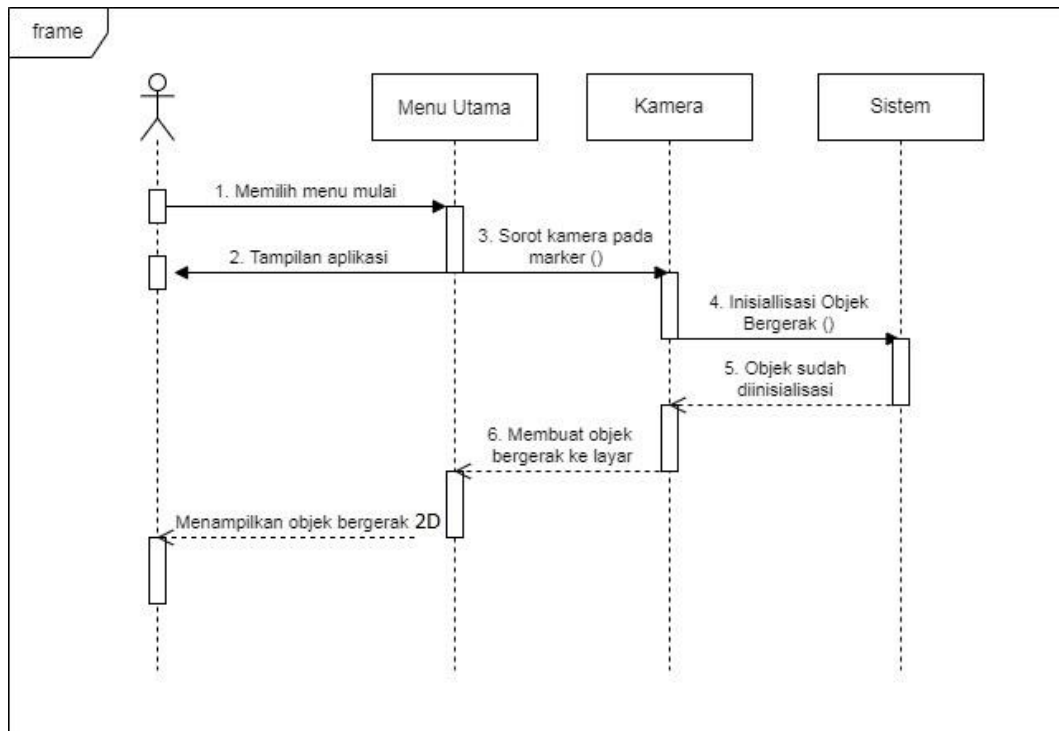 frame
Menu Utama
Kamera
Sistem
1. Memilih menu mulai
2. Tampilan aplikasi
3. Sorot kamera pada
marker ()
4. Inisiallisasi Objek
Bergerak ()
5. Objek sudah
diinisialisasi
6. Membuat objek
bergerak ke layar
Menampilkan objek bergerak 2D